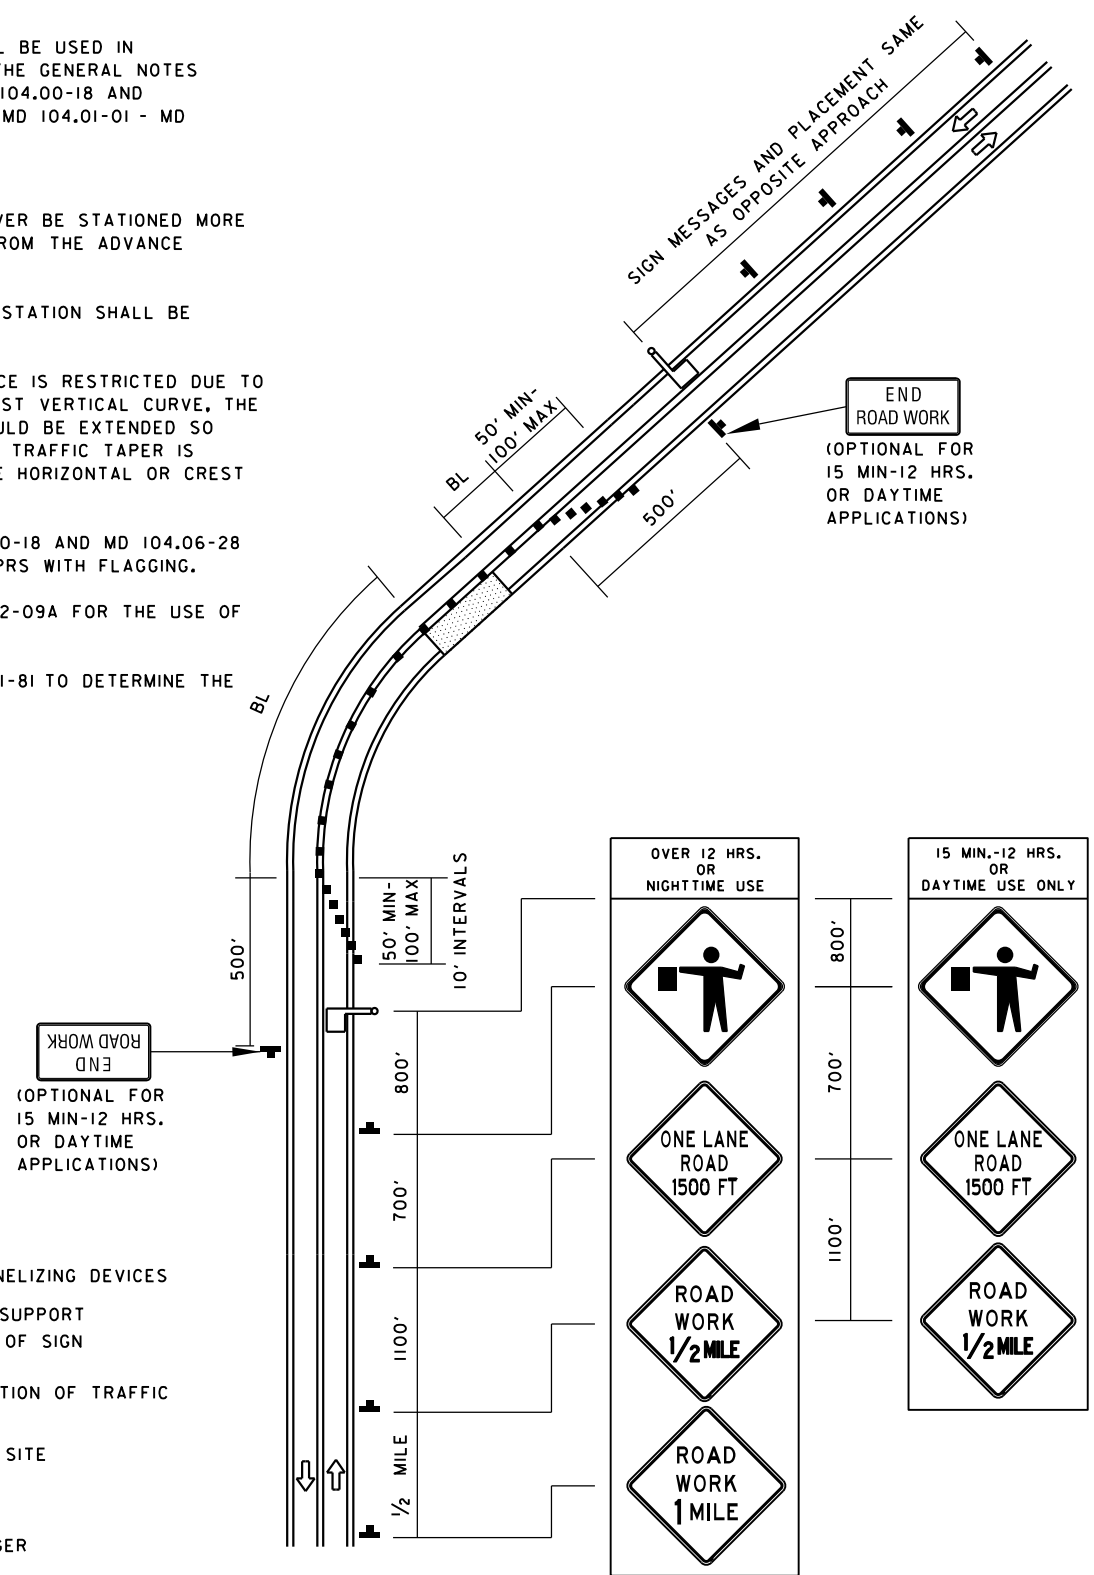 BE USED IN
THE GENERAL NOTES
104.00-18 AND
MD 104.01-01 - MD
BE STATIONED MORE
FROM THE ADVANCE
STATION SHALL BE
IS RESTRICTED DUE TO
VERTICAL CURVE, THE
BE EXTENDED SO
TRAFFIC TAPER IS
HORIZONTAL OR CREST
0-18 AND MD 104.06-28
PRS WITH FLAGGING.
2-09A FOR THE USE OF
1-81 TO DETERMINE THE
SIGN MESSAGES AND PLACEMENT SAME
AS OPPOSITE APPROACH
50' MIN-
100' MAX
BL
END
ROAD WORK
(OPTIONAL FOR
15 MIN-12 HRS.
OR DAYTIME
APPLICATIONS)
500'
BL
500'
50' MIN-
100' MAX
10' INTERVALS
END
ROAD WORK
(OPTIONAL FOR
15 MIN-12 HRS.
OR DAYTIME
APPLICATIONS)
800'
700'
1100'
1/2 MILE
OVER 12 HRS.
OR
NIGHTTIME USE
ONE LANE
ROAD
1500 FT
ROAD
WORK
1/2 MILE
ROAD
WORK
1 MILE
800'
700'
1100'
15 MIN.-12 HRS.
OR
DAYTIME USE ONLY
ONE LANE
ROAD
1500 FT
ROAD
WORK
1/2 MILE
NELIZING DEVICES
SUPPORT
OF SIGN
TION OF TRAFFIC
SITE
GER